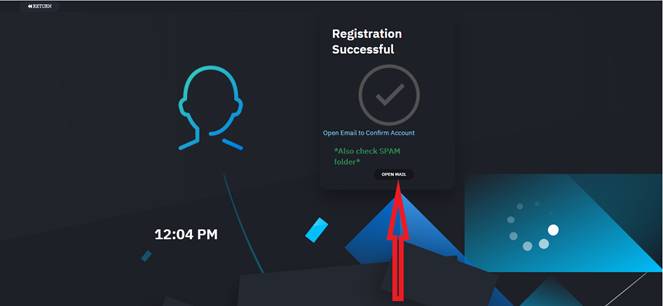 RETURN
Registration
Successful
Open Email to Confirm Account
*Also check SPAM
folder*
OPEN MAIL
12:04 PM